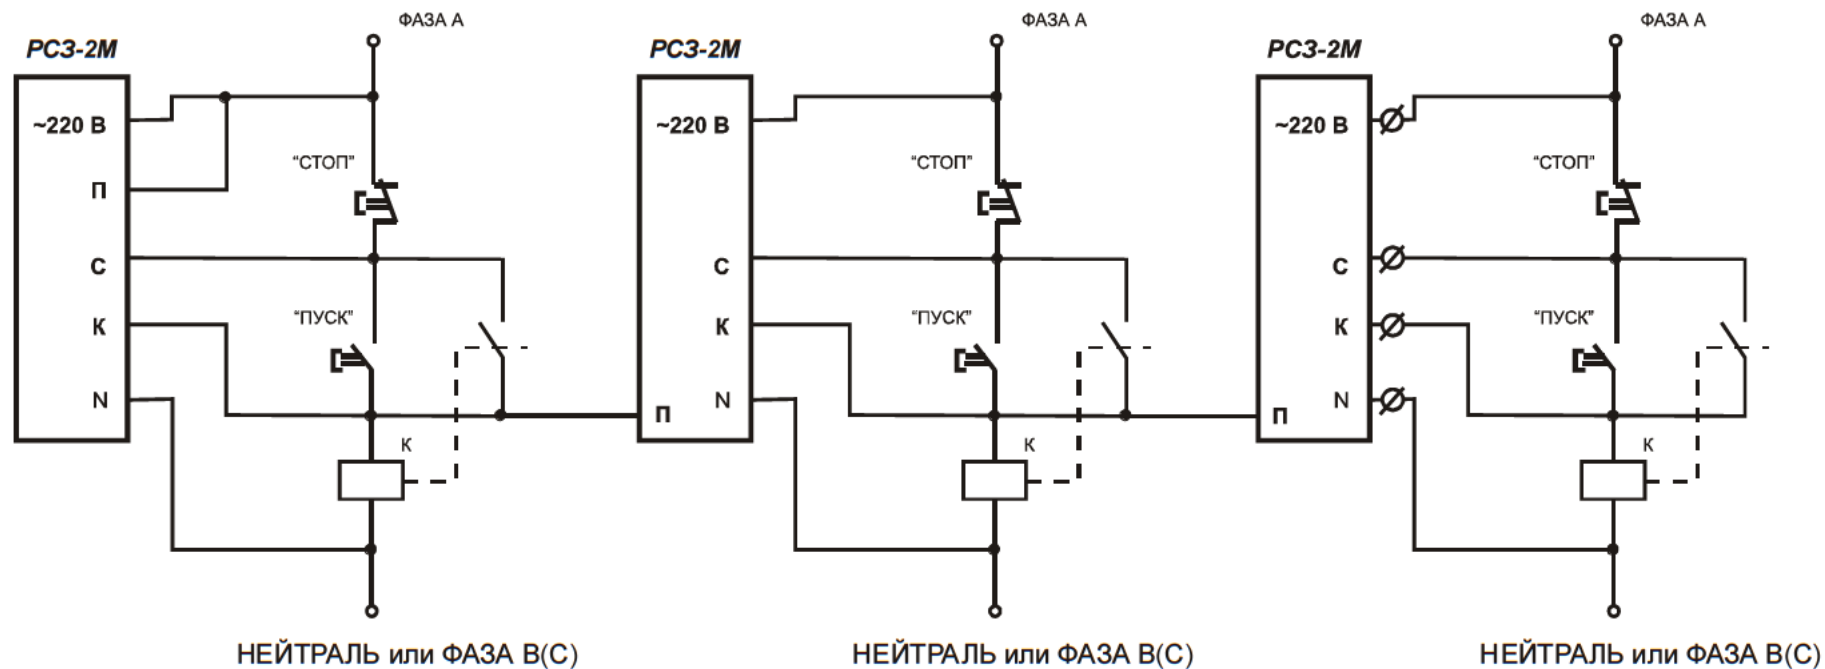 ФАЗА А
РСЗ-2М
~220 В
П
С
К
N
“СТОП”
“ПУСК”
К
НЕЙТРАЛЬ или ФАЗА В(С)
ФАЗА А
РСЗ-2М
~220 В
С
К
N
П
“СТОП”
“ПУСК”
К
НЕЙТРАЛЬ или ФАЗА В(С)
ФАЗА А
РСЗ-2М
~220 В
С
К
N
П
“СТОП”
“ПУСК”
К
НЕЙТРАЛЬ или ФАЗА В(С)